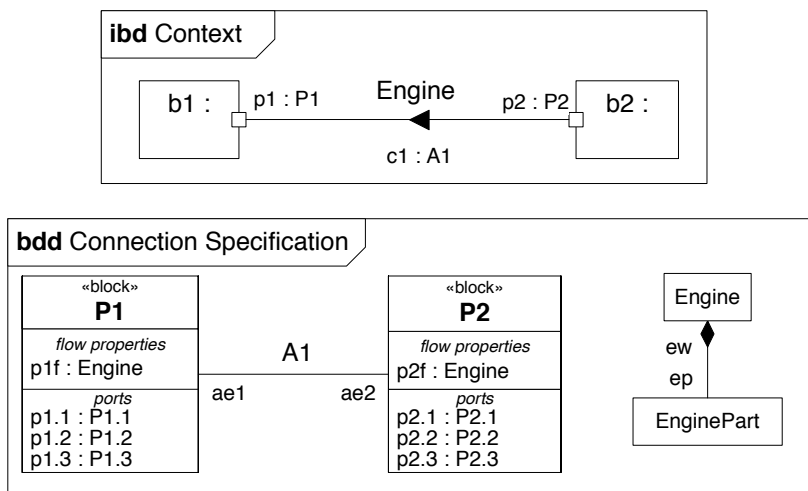 ibd Context
b1 :
p1 : P1
Engine
p2 : P2
b2 :
c1 : A1
bdd Connection Specification
«block»
P1
flow properties
p1f : Engine
ports
p1.1 : P1.1
p1.2 : P1.2
p1.3 : P1.3
A1
ae1
ae2
«block»
P2
flow properties
p2f : Engine
ports
p2.1 : P2.1
p2.2 : P2.2
p2.3 : P2.3
Engine
ew
ep
EnginePart